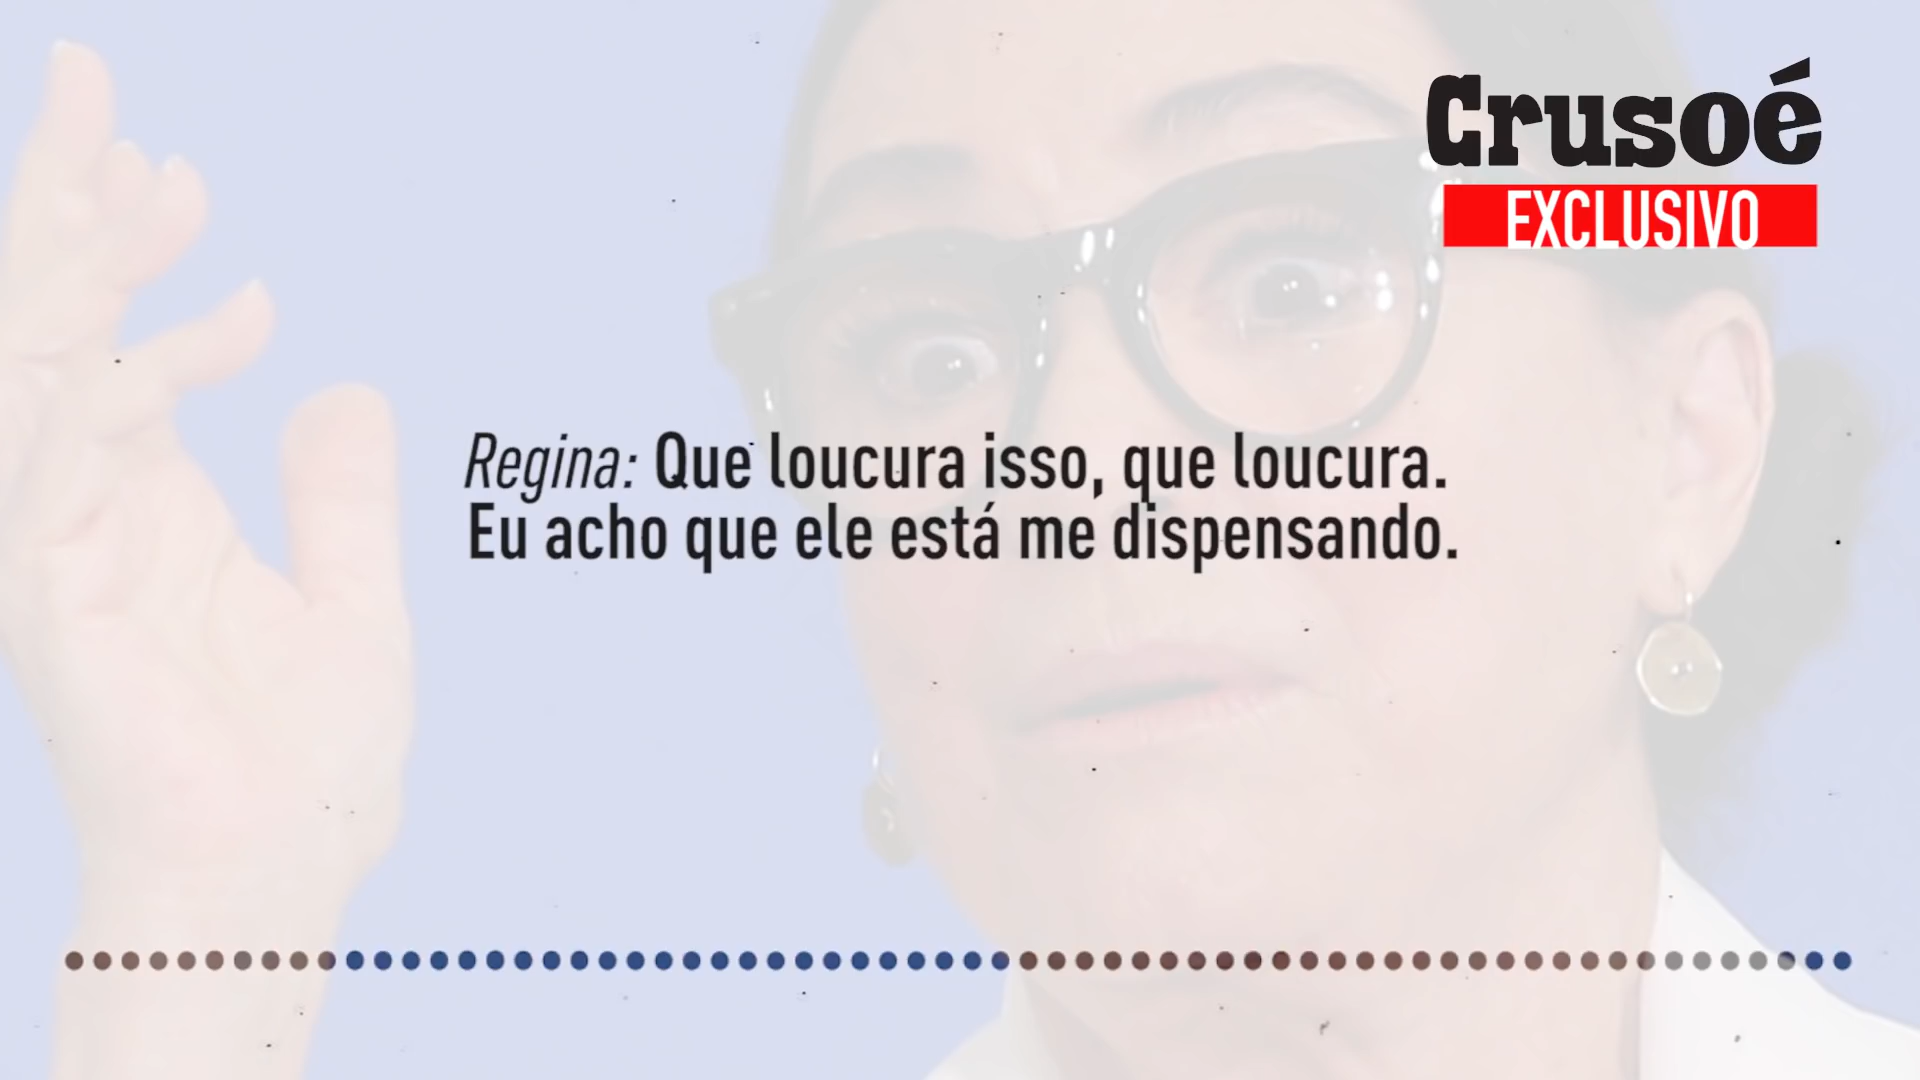 Crusoé
EXCLUSIVO
Regina: Que loucura isso, que loucura.
Eu acho que ele está me dispensando.